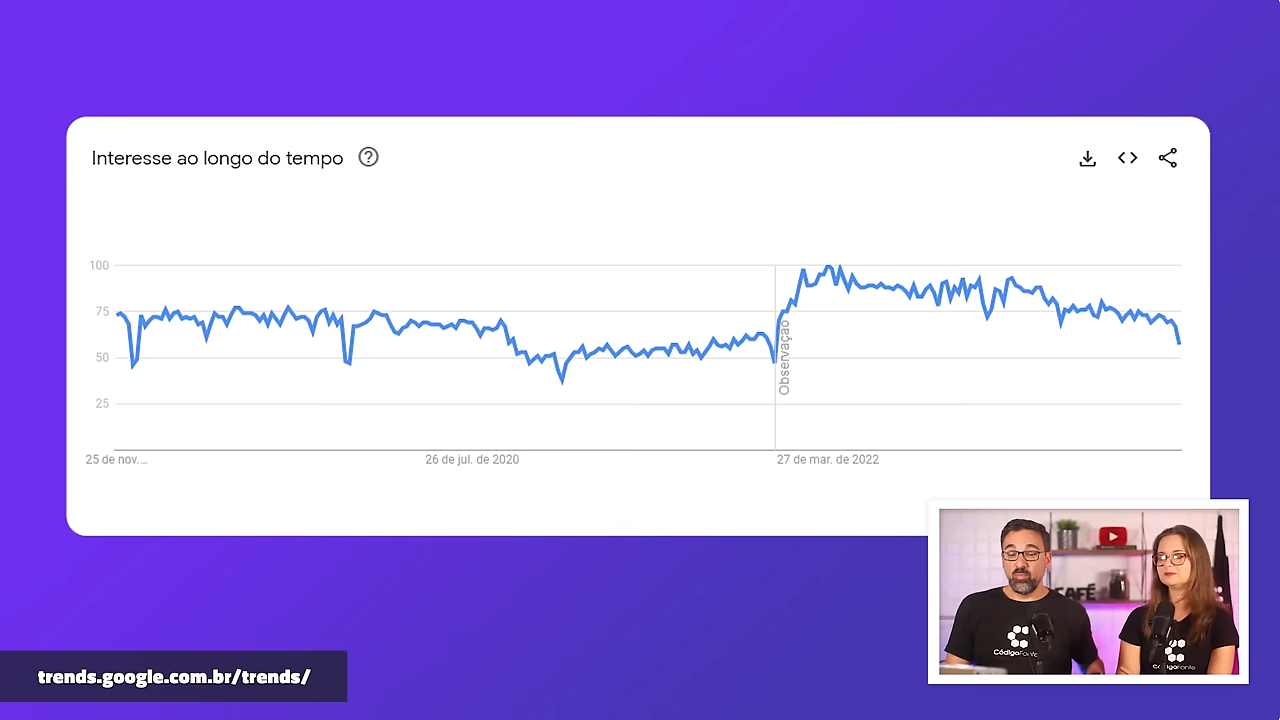 Interesse ao longo do tempo
100
75
50
25
Observação
25 de nov....
26 de jul. de 2020
27 de mar. de 2022
CAFÉ
CódigoFonte
CódigoFonte
trends.google.com.br/trends/